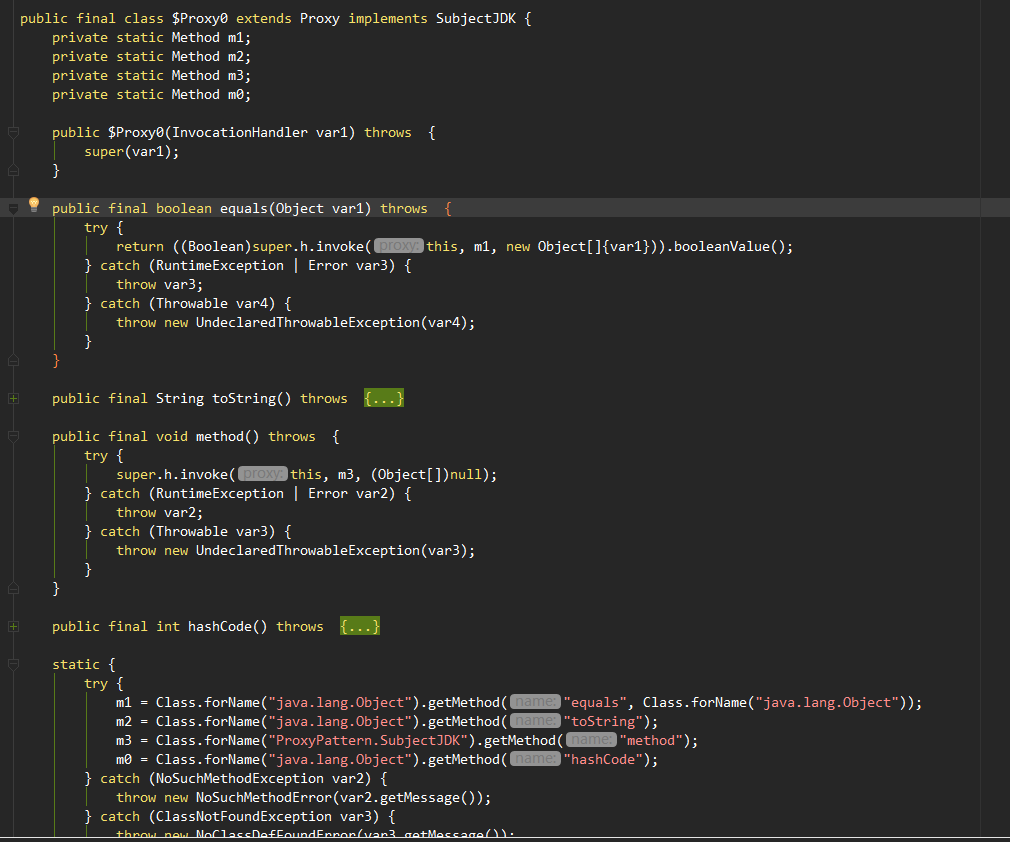 public final class $Proxy0 extends Proxy implements SubjectJDK {
    private static Method m1;
    private static Method m2;
    private static Method m3;
    private static Method m0;

    public $Proxy0(InvocationHandler var1) throws  {
        super(var1);
    }

    public final boolean equals(Object var1) throws  {
        try {
            return ((Boolean)super.h.invoke( proxy: this, m1, new Object[]{var1})).booleanValue();
        } catch (RuntimeException | Error var3) {
            throw var3;
        } catch (Throwable var4) {
            throw new UndeclaredThrowableException(var4);
        }
    }

    public final String toString() throws  {...}

    public final void method() throws  {
        try {
            super.h.invoke( proxy: this, m3, (Object[])null);
        } catch (RuntimeException | Error var2) {
            throw var2;
        } catch (Throwable var3) {
            throw new UndeclaredThrowableException(var3);
        }
    }

    public final int hashCode() throws  {...}

    static {
        try {
            m1 = Class.forName("java.lang.Object").getMethod( name: "equals", Class.forName("java.lang.Object"));
            m2 = Class.forName("java.lang.Object").getMethod( name: "toString");
            m3 = Class.forName("ProxyPattern.SubjectJDK").getMethod( name: "method");
            m0 = Class.forName("java.lang.Object").getMethod( name: "hashCode");
        } catch (NoSuchMethodException var2) {
            throw new NoSuchMethodError(var2.getMessage());
        } catch (ClassNotFoundException var3) {
            throw new NoClassDefFoundError(var3.getMessage());